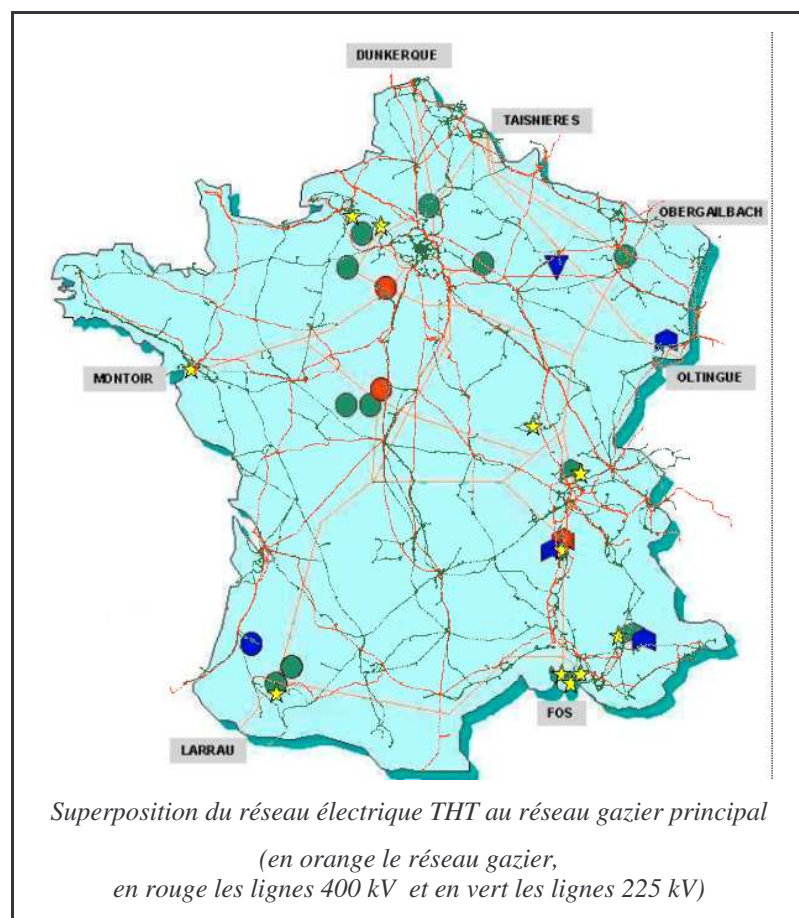 DUNKERQUE
TAISNIERES
OBERGAILBACH
MONTOIR
OLTINGUE
FOS
LARRAU
Superposition du réseau électrique THT au réseau gazier principal
(en orange le réseau gazier,
en rouge les lignes 400 kV et en vert les lignes 225 kV)